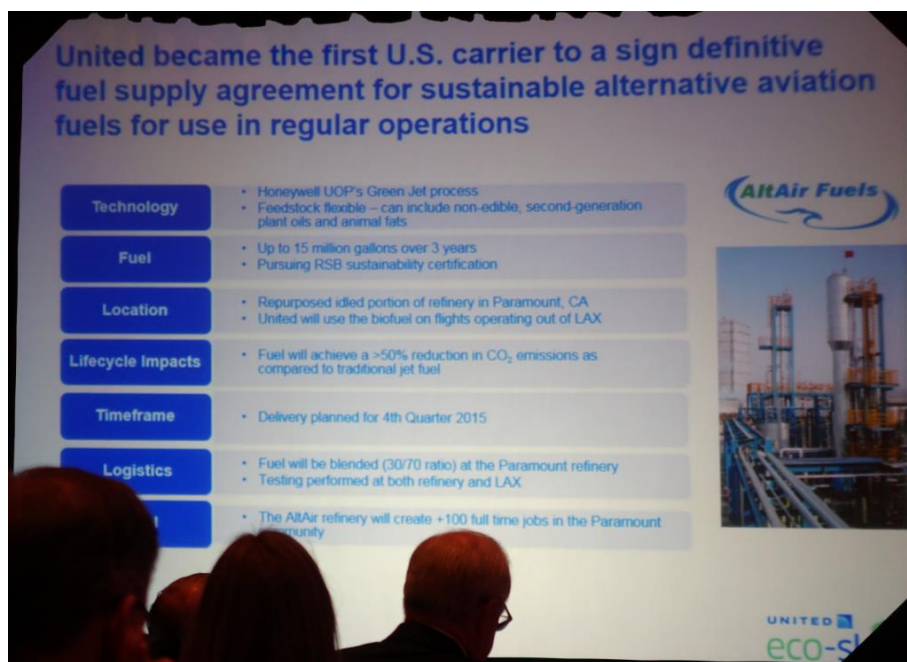 United became the first U.S. carrier to a sign definitive
fuel supply agreement for sustainable alternative aviation
fuels for use in regular operations
Technology
• Honeywell UOP's Green Jet process
• Feedstock flexible – can include non-edible, second-generation
plant oils and animal fats
AltAir Fuels
Fuel
• Up to 15 million gallons over 3 years
• Pursuing RSB sustainability certification
Location
• Repurposed idled portion of refinery in Paramount, CA
• United will use the biofuel on flights operating out of LAX
Lifecycle Impacts
• Fuel will achieve a >50% reduction in CO₂ emissions as
compared to traditional jet fuel
Timeframe
• Delivery planned for 4th Quarter 2015
Logistics
• Fuel will be blended (30/70 ratio) at the Paramount refinery
• Testing performed at both refinery and LAX
• The AltAir refinery will create +100 full time jobs in the Paramount
UNITED